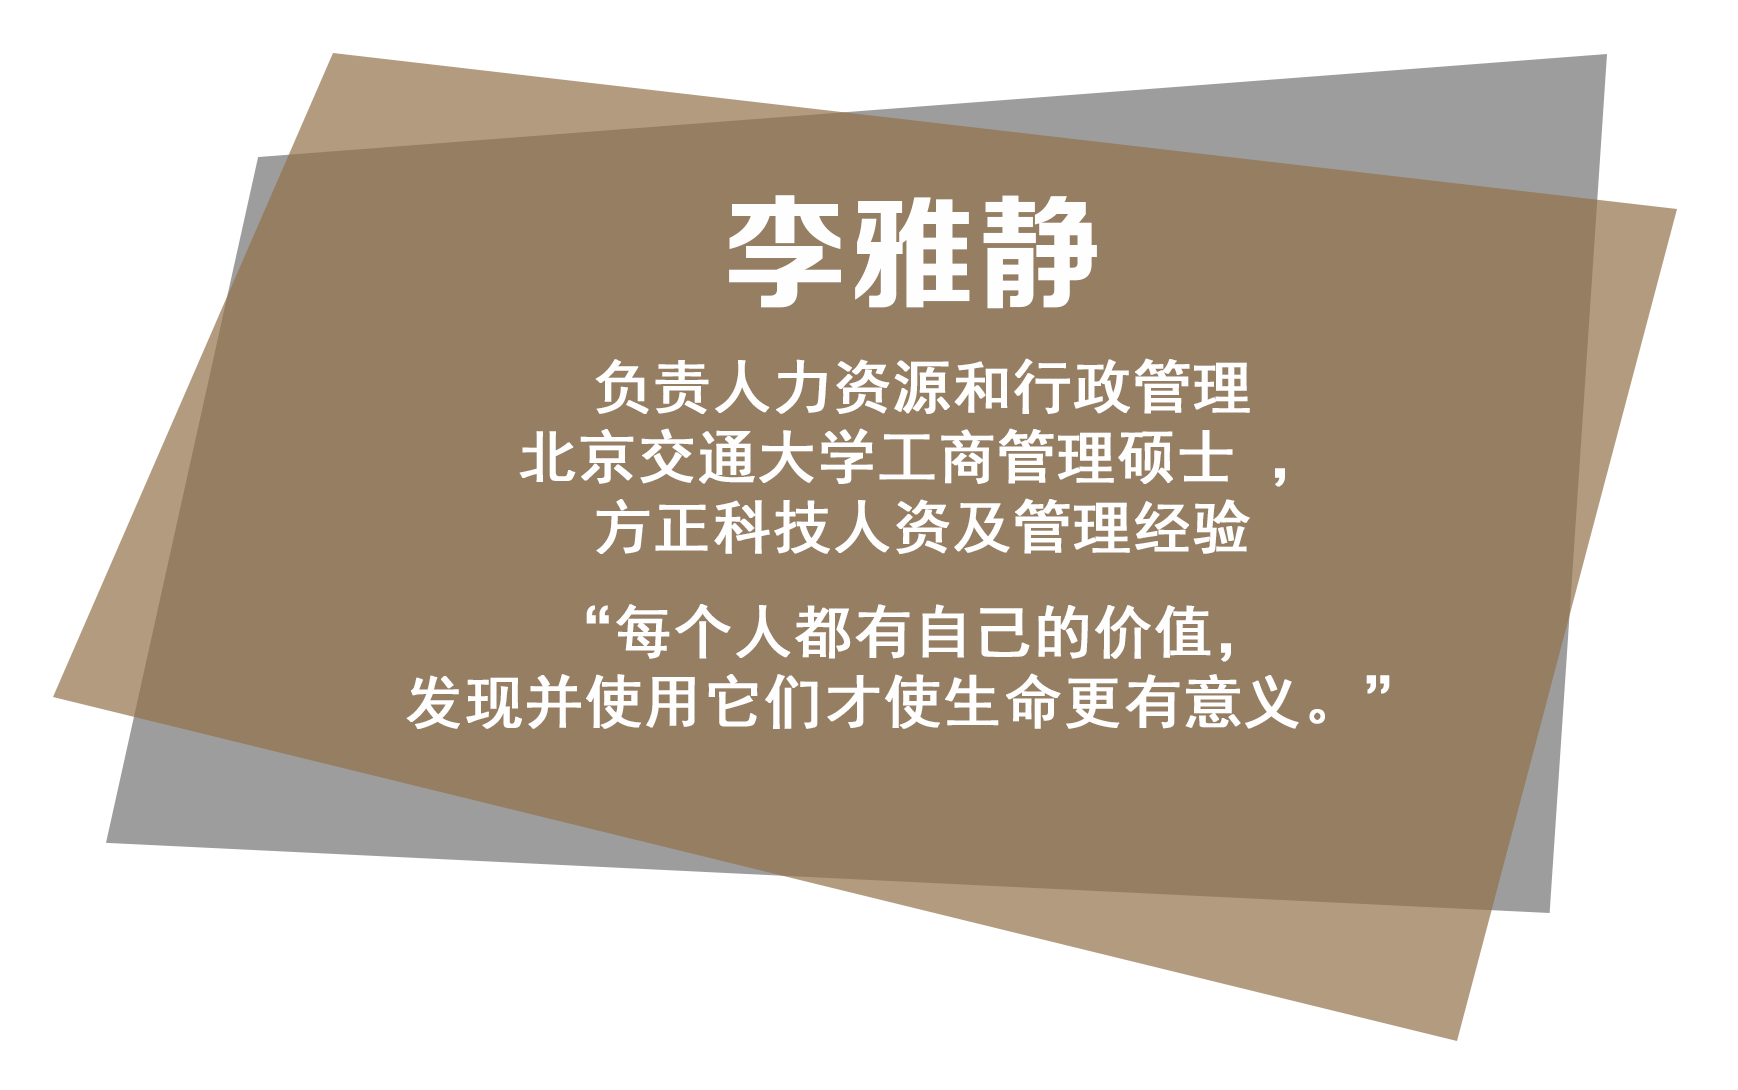 李雅静
负责人力资源和行政管理
北京交通大学工商管理硕士 ，
方正科技人资及管理经验
“每个人都有自己的价值，
发现并使用它们才使生命更有意义。”